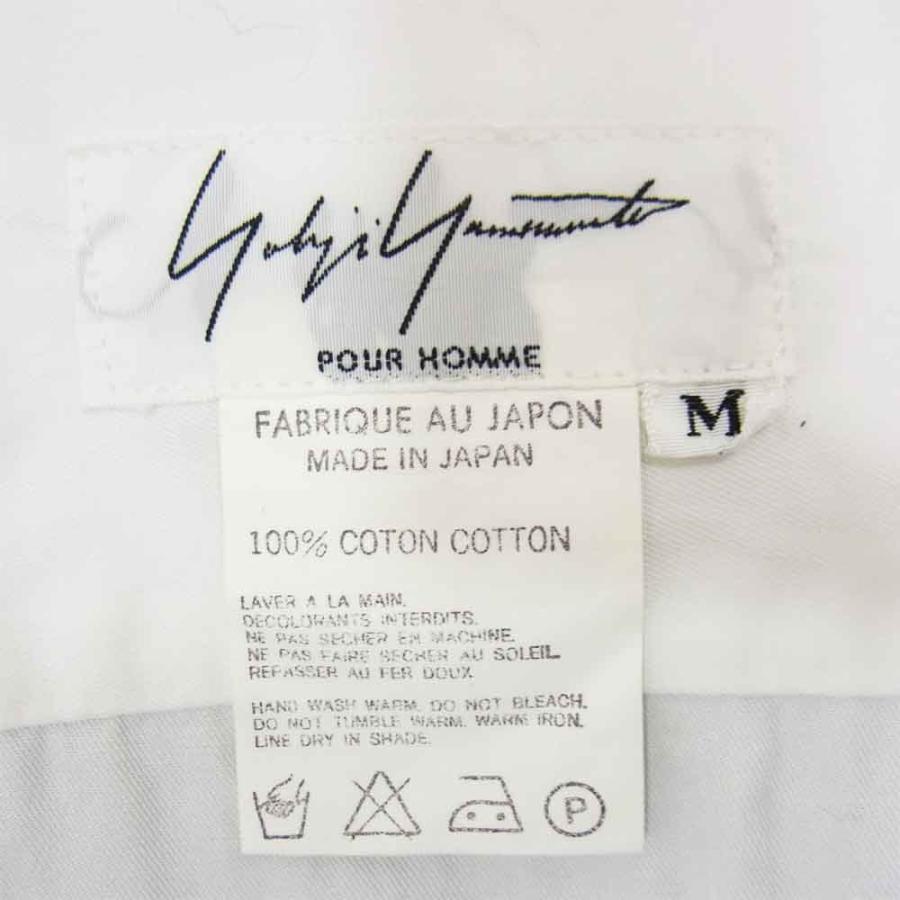 Yohji Yamamoto
POUR HOMME
M
FABRIQUE AU JAPON
MADE IN JAPAN
100% COTON COTTON
LAVER A LA MAIN.
DECOLORANTS INTERDITS.
NE PAS SECHER EN MACHINE.
NE PAS FAIRE SECHER AU SOLEIL.
REPASSER AU FER DOUX.
HAND WASH WARM. DO NOT BLEACH.
DO NOT TUMBLE WARM. WARM IRON.
LINE DRY IN SHADE.
P